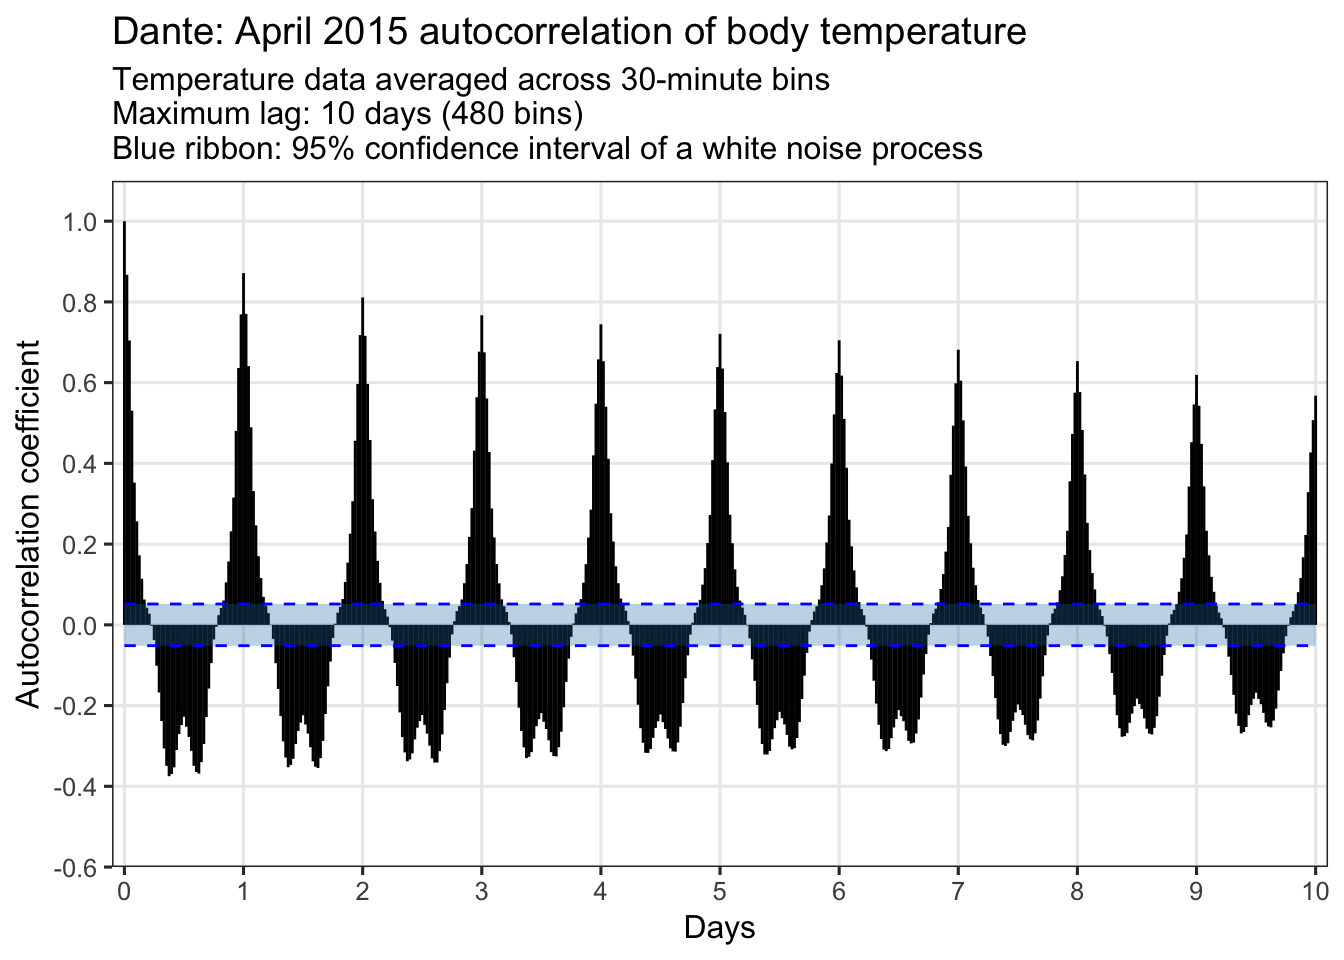 Dante: April 2015 autocorrelation of body temperature
Temperature data averaged across 30-minute bins
Maximum lag: 10 days (480 bins)
Blue ribbon: 95% confidence interval of a white noise process
Autocorrelation coefficient
1.0
0.8
0.6
0.4
0.2
0.0
-0.2
-0.4
-0.6
0 1 2 3 4 5 6 7 8 9 10
Days